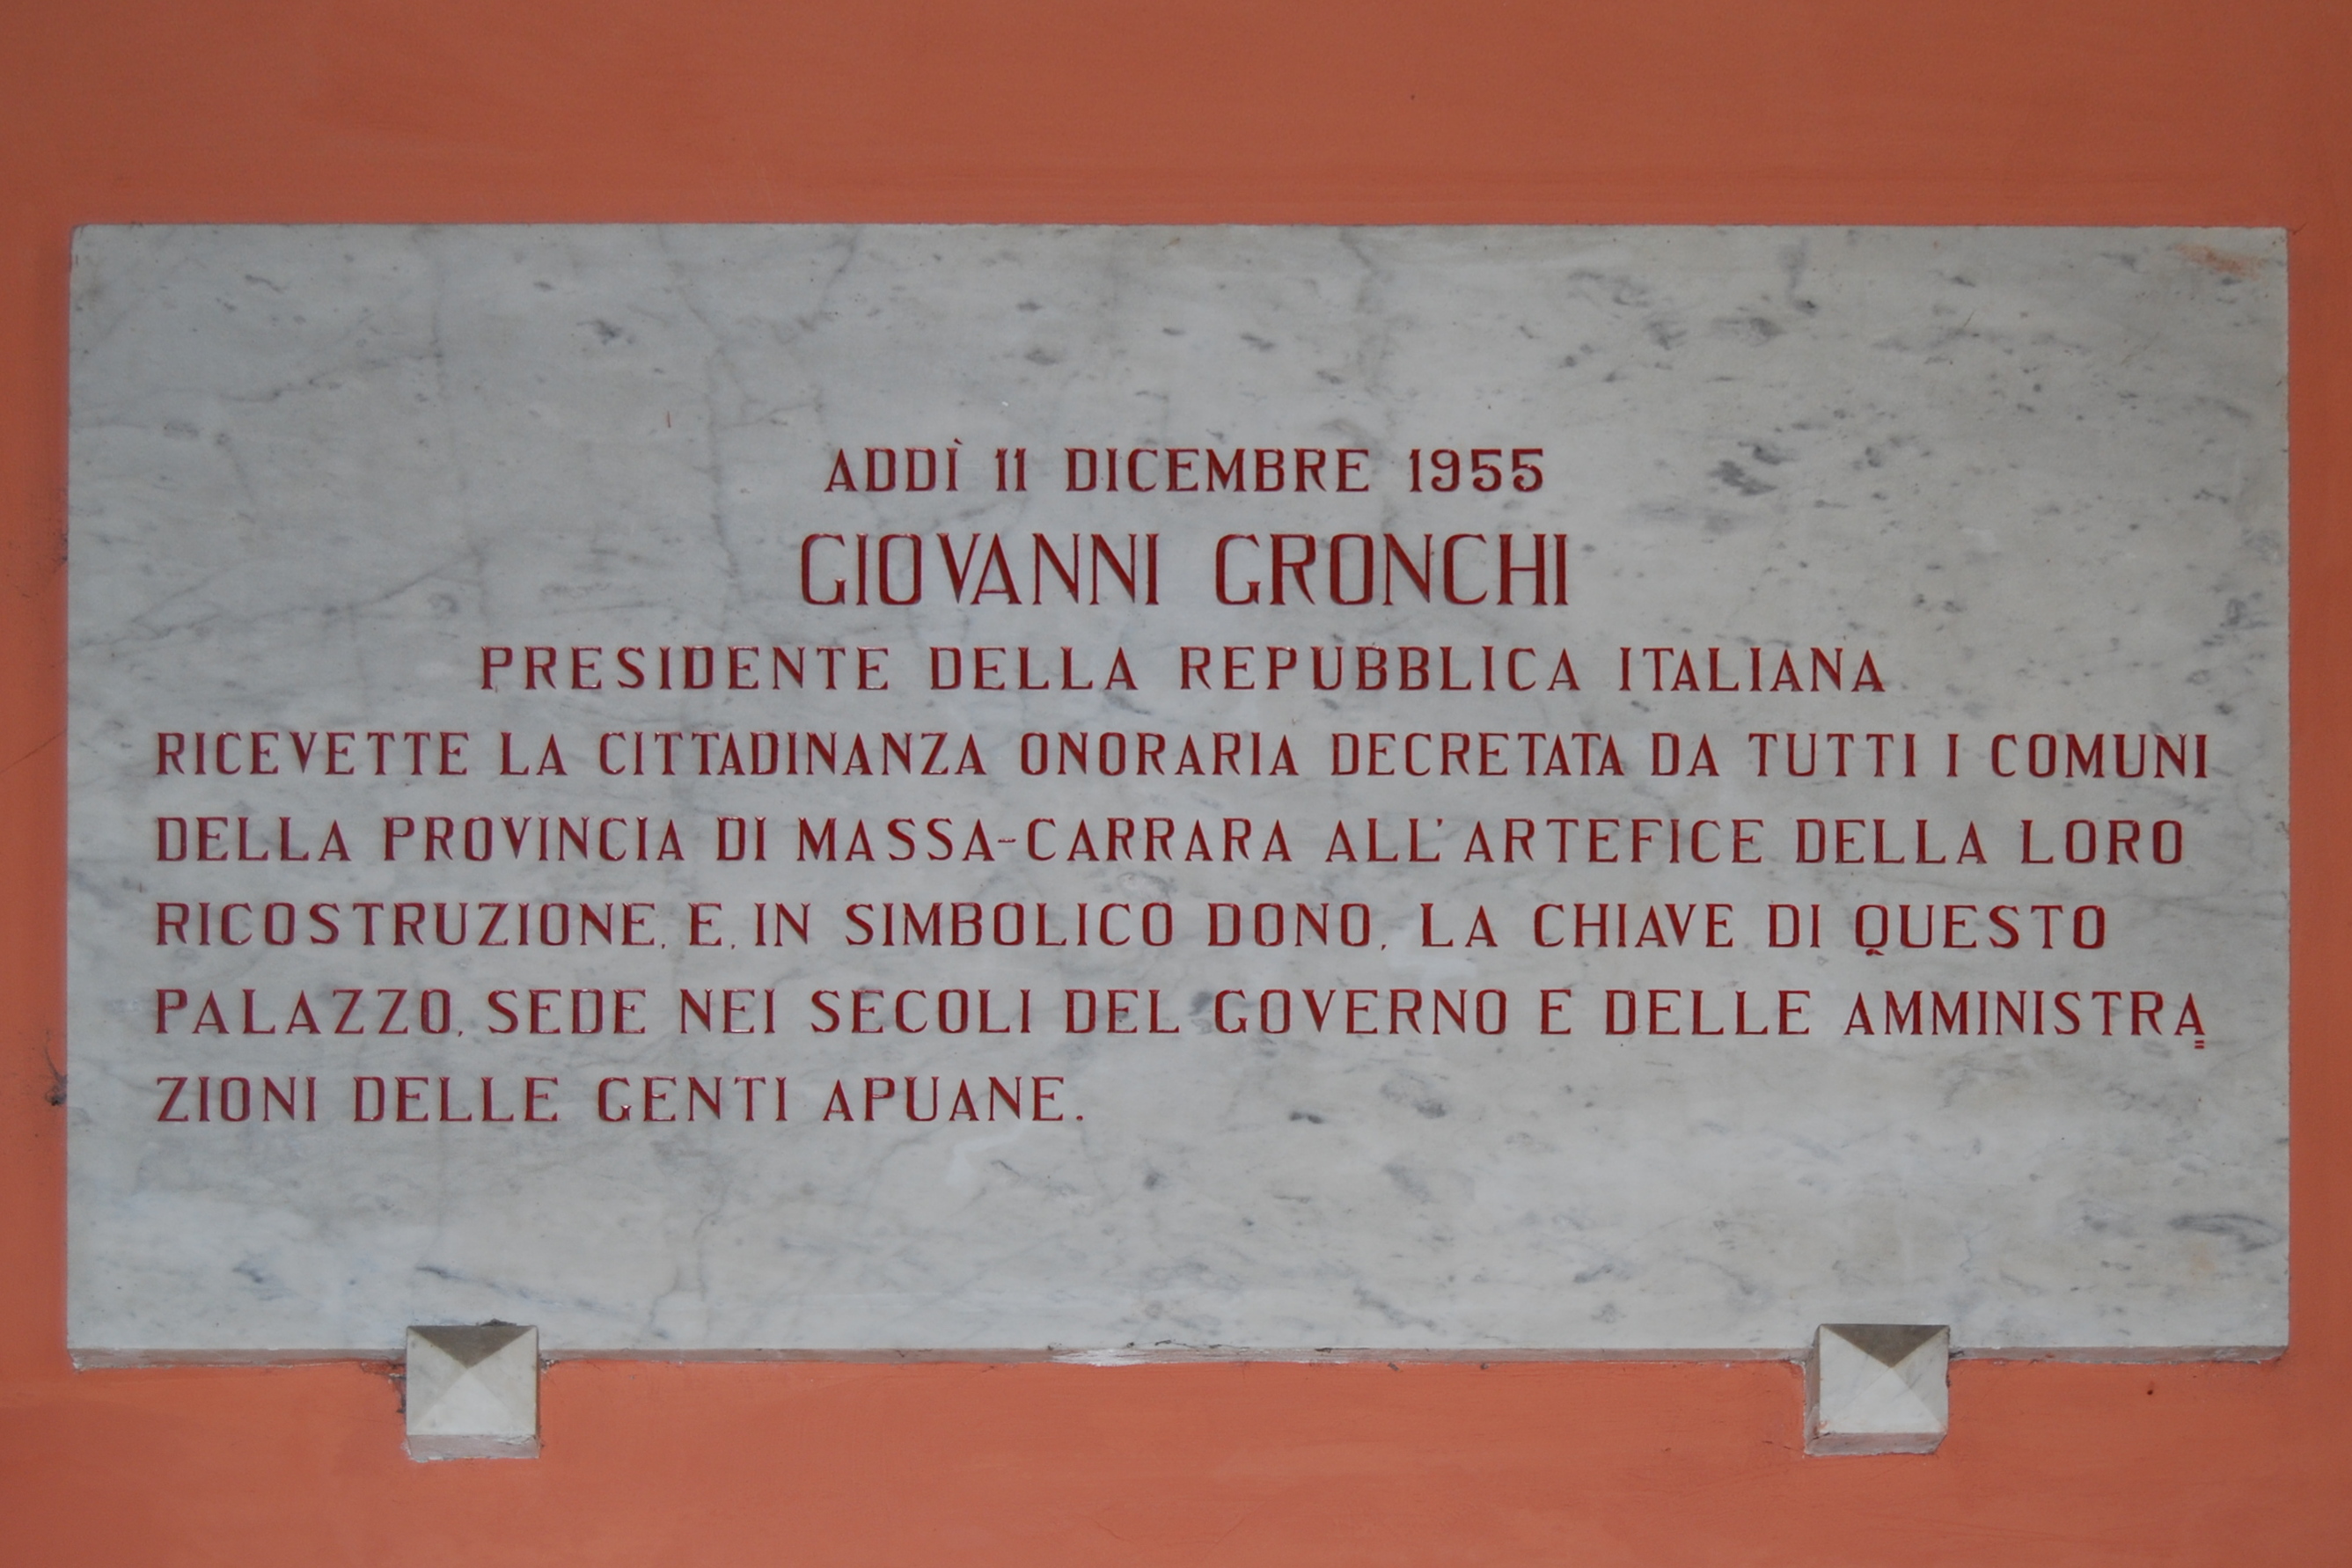 ADDÌ 11 DICEMBRE 1955
GIOVANNI GRONCHI
PRESIDENTE DELLA REPUBBLICA ITALIANA
RICEVETTE LA CITTADINANZA ONORARIA DECRETATA DA TUTTI I COMUNI
DELLA PROVINCIA DI MASSA-CARRARA ALL'ARTEFICE DELLA LORO
RICOSTRUZIONE, E, IN SIMBOLICO DONO, LA CHIAVE DI QUESTO
PALAZZO, SEDE NEI SECOLI DEL GOVERNO E DELLE AMMINISTRA=
ZIONI DELLE GENTI APUANE.